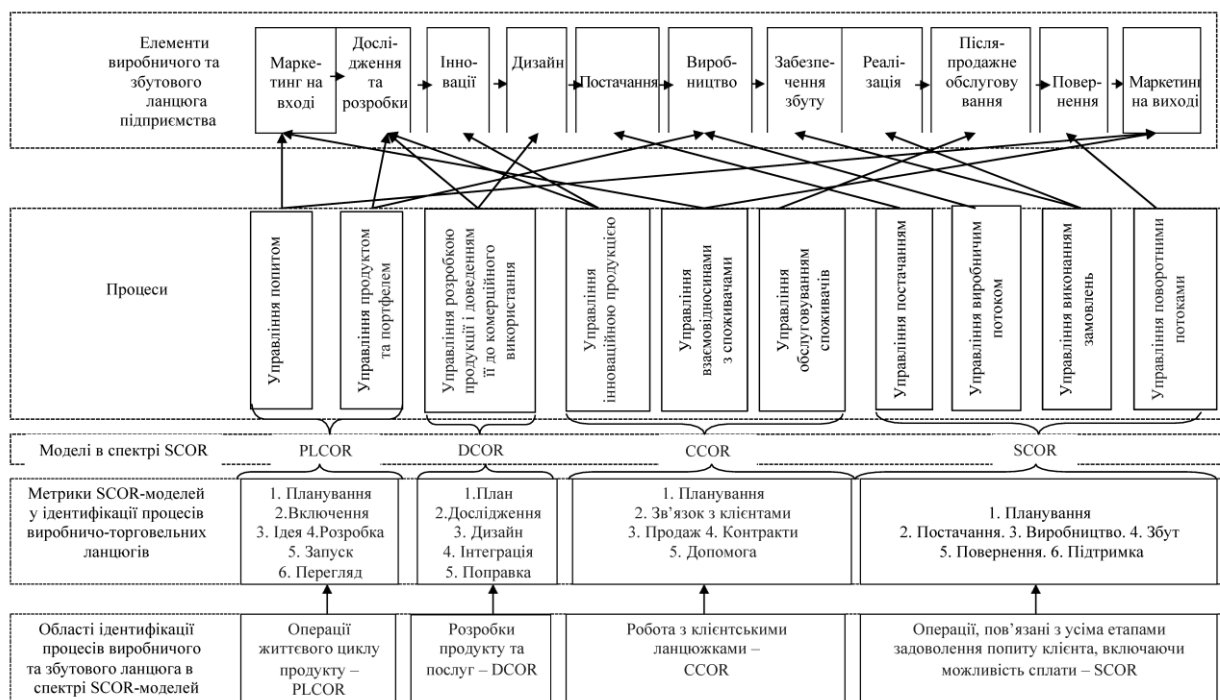 Елементи
виробничого та
збутового
ланцюга
підприємства
Марке-
тинг на
вході
Дослі-
дження
та
розробки
Інно-
вації
Дизайн
Постачання
Вироб-
ництво
Забезпе-
чення
збуту
Реалі-
зація
Після-
продажне
обслугову
вання
Повер-
нення
Маркетинг
на виході
Процеси
Управління попитом
Управління продуктом
та портфелем
Управління розробкою
продукції і доведенням
її до комерційного
використання
Управління
інноваційною продукцією
Управління
взаємовідносинами
з споживачами
Управління
обслуговуванням
споживачів
Управління постачанням
Управління виробничим
потоком
Управління виконанням
замовлень
Управління поворотними
потоками
Моделі в спектрі SCOR
PLCOR
DCOR
CCOR
SCOR
Метрики SCOR-моделей
у ідентифікації процесів
виробничо-торговельних
ланцюгів
1. Планування
2.Включення
3. Ідея 4.Розробка
5. Запуск
6. Перегляд
1.План
2.Дослідження
3. Дизайн
4. Інтеграція
5. Поправка
1. Планування
2. Зв’язок з клієнтами
3. Продаж 4. Контракти
5. Допомога
1. Планування
2. Постачання. 3. Виробництво. 4. Збут
5. Повернення. 6. Підтримка
Області ідентифікації
процесів виробничого
та збутового ланцюга в
спектрі SCOR-моделей
Операції
життєвого циклу
продукту –
PLCOR
Розробки
продукту та
послуг – DCOR
Робота з клієнтськими
ланцюжками –
CCOR
Операції, пов’язані з усіма етапами
задоволення попиту клієнта, включаючи
можливість сплати – SCOR